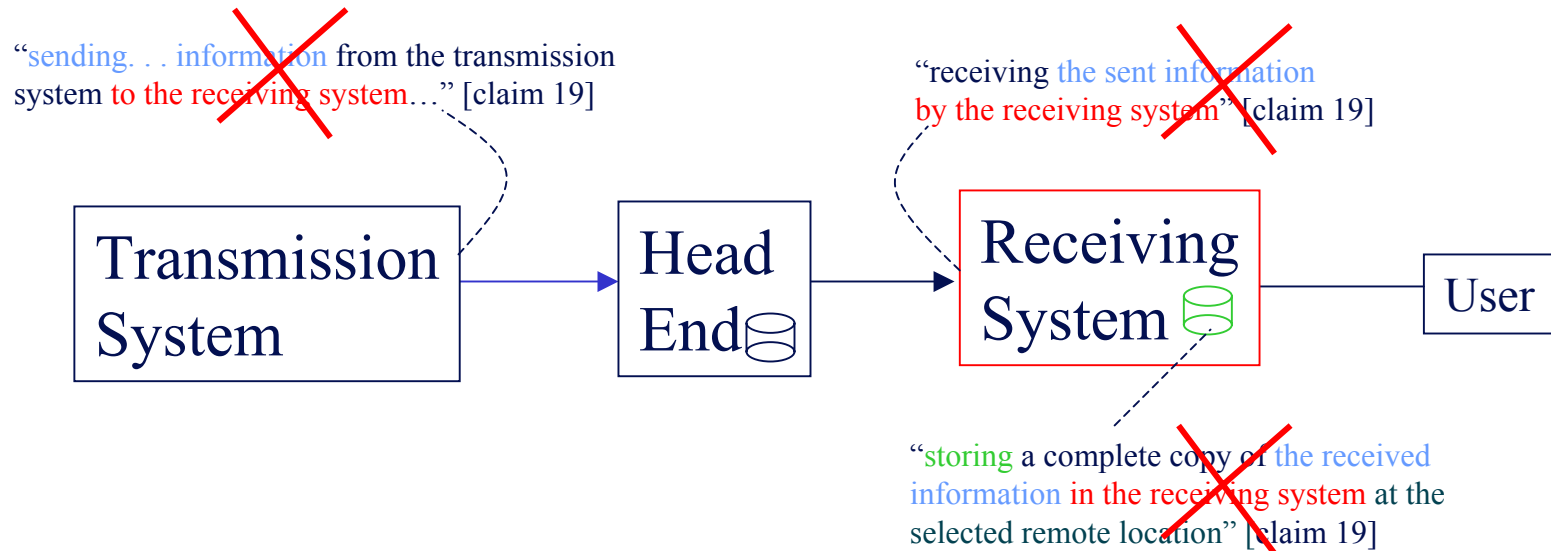 “sending. . . information from the transmission
system to the receiving system…” [claim 19]
“receiving the sent information
by the receiving system” [claim 19]
Transmission
System
Head
End
Receiving
System
User
“storing a complete copy of the received
information in the receiving system at the
selected remote location” [claim 19]